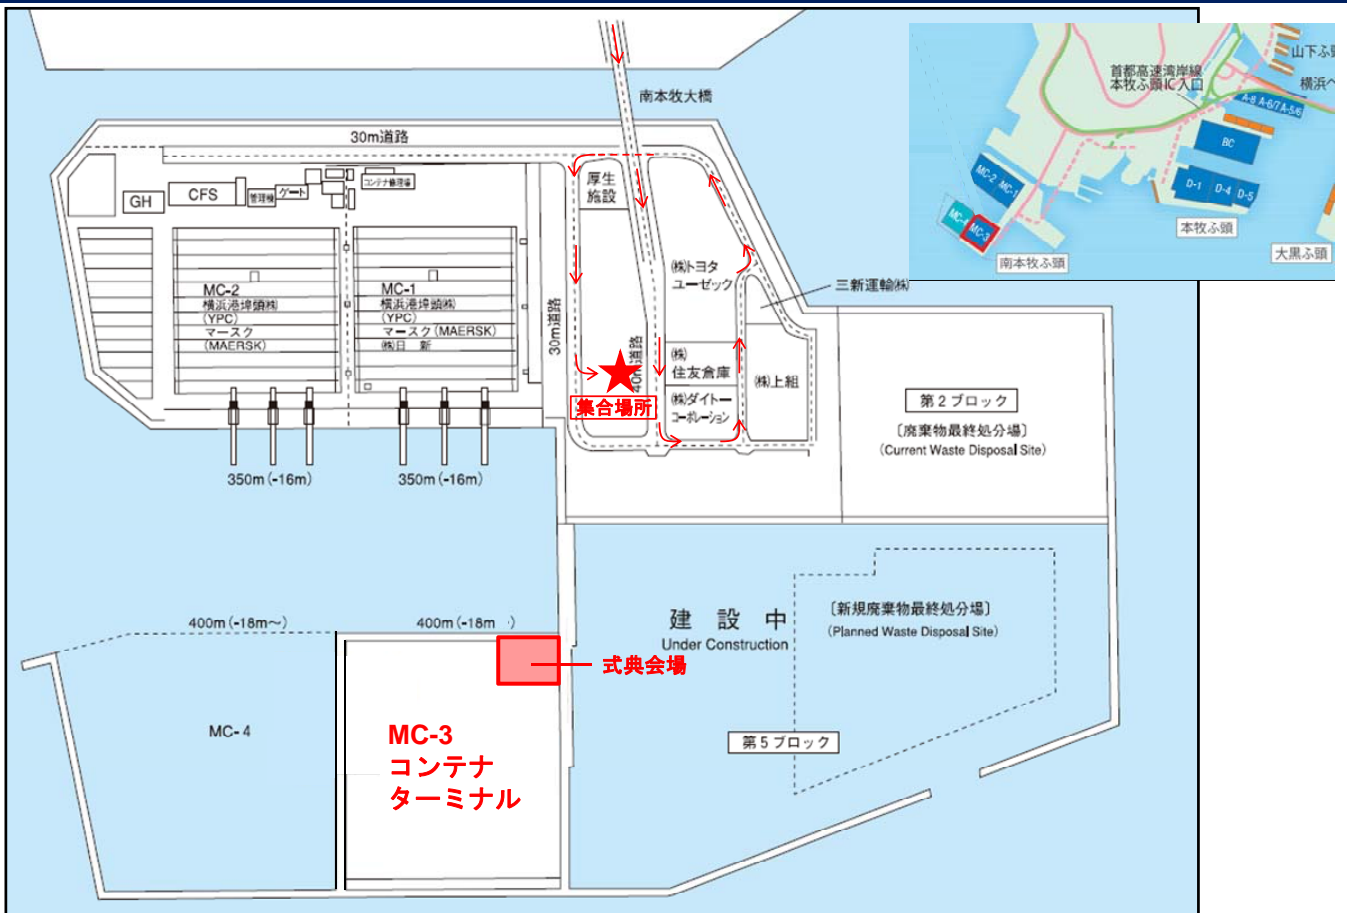 南本牧大橋
30m道路
GH
CFS
管理棟
ゲート
コンテナ修理場
厚生
施設
MC-2
横浜港埠頭㈱
(YPC)
マースク
(MAERSK)
MC-1
横浜港埠頭㈱
(YPC)
マースク(MAERSK)
㈱日 新
30m道路
40m道路
㈱トヨタ
ユーゼック
三新運輸㈱
㈱
住友倉庫
㈱上組
㈱ダイトー
コーポレーション
集合場所
350m(-16m)
350m(-16m)
第2ブロック
〔廃棄物最終処分場〕
(Current Waste Disposal Site)
400m(-18m～)
400m(-18m )
式典会場
建 設 中
Under Construction
〔新規廃棄物最終処分場〕
(Planned Waste Disposal Site)
第5ブロック
MC-4
MC-3
コンテナ
ターミナル
首都高速湾岸線
本牧ふ頭IC入口
山下ふ
横浜
A-8 A-6/7 A-5/6
BC
D-1
D-4
D-5
本牧ふ頭
大黒ふ頭
MC-2
MC-1
MC-4
MC-3
南本牧ふ頭